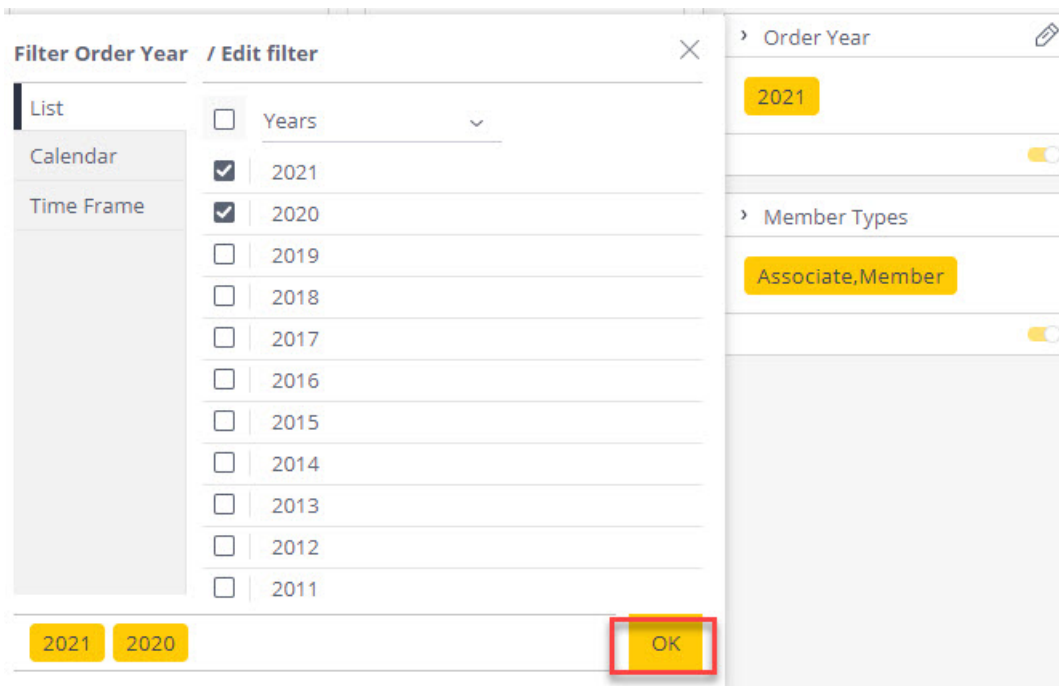 Filter Order Year / Edit filter
List
Calendar
Time Frame
Years
2021
2020
2019
2018
2017
2016
2015
2014
2013
2012
2011
2021 2020
OK
Order Year
2021
Member Types
Associate,Member